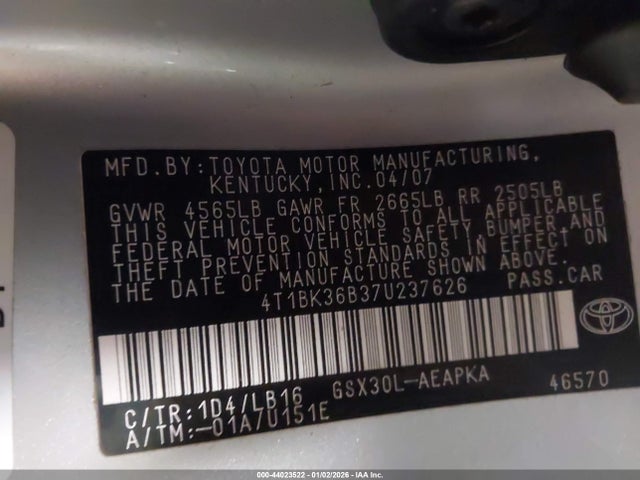 MFD. BY: TOYOTA MOTOR MANUFACTURING,
KENTUCKY, INC. 04/07
GVWR 4565LB GAWR FR 2665LB RR 2505LB
THIS VEHICLE CONFORMS TO ALL APPLICABLE
FEDERAL MOTOR VEHICLE SAFETY, BUMPER, AND
THEFT PREVENTION STANDARDS IN EFFECT ON
THE DATE OF MANUFACTURE SHOWN ABOVE.
4T1BK36B37U237626 PASS. CAR
C/TR: 1D4/LB16 GSX30L-AEAPKA 46570
A/TM: -01A/U151E
000-44023522 - 01/02/2026 - IAA Inc.